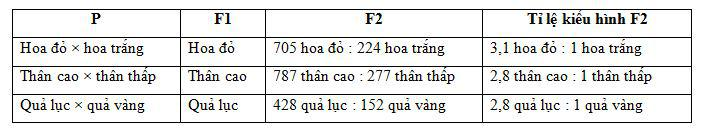 P F1 F2 Tỉ lệ kiểu hình F2
Hoa đỏ × hoa trắng Hoa đỏ 705 hoa đỏ : 224 hoa trắng 3,1 hoa đỏ : 1 hoa trắng
Thân cao × thân thấp Thân cao 787 thân cao : 277 thân thấp 2,8 thân cao : 1 thân thấp
Quả lục × quả vàng Quả lục 428 quả lục : 152 quả vàng 2,8 quả lục : 1 quả vàng